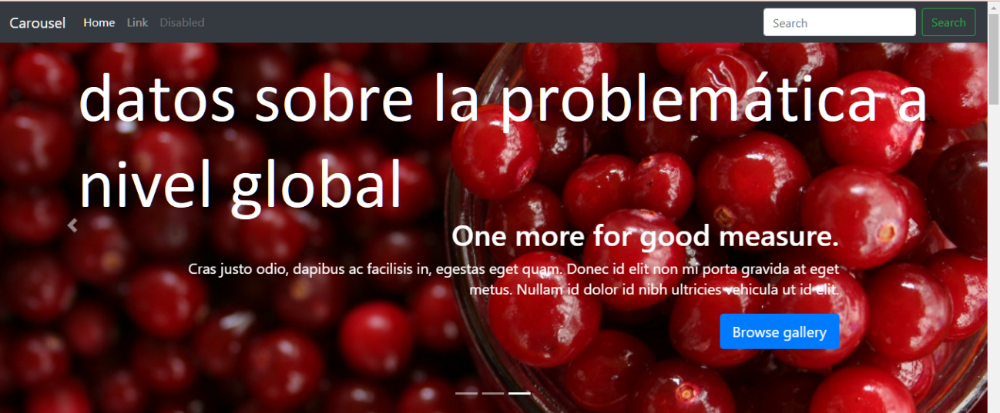 Carousel Home Link Disabled Search Search
datos sobre la problemática a
nivel global
One more for good measure.
Cras justo odio, dapibus ac facilisis in, egestas eget quam. Donec id elit non mi porta gravida at eget
metus. Nullam id dolor id nibh ultricies vehicula ut id elit.
Browse gallery